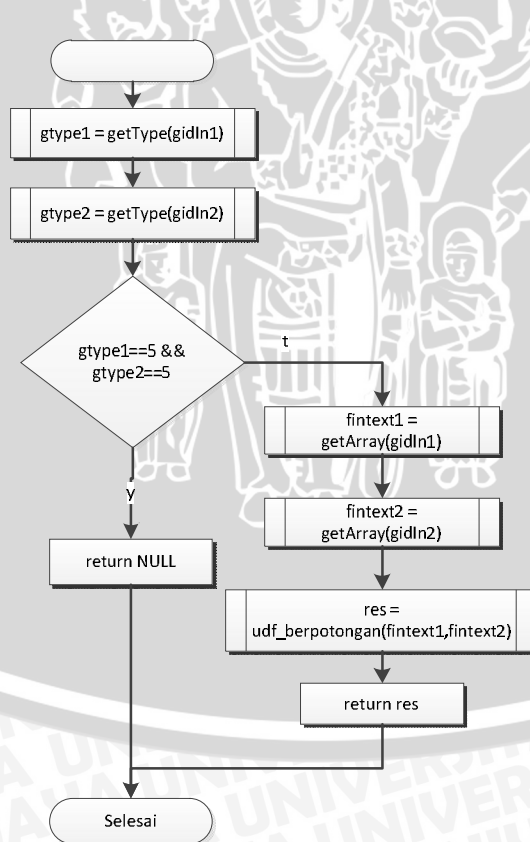 gtype1 = getType(gidIn1)
gtype2 = getType(gidIn2)
gtype1==5 &&
gtype2==5
t
fintext1 =
getArray(gidIn1)
fintext2 =
getArray(gidIn2)
y
return NULL
res =
udf_berpotongan(fintext1,fintext2)
return res
Selesai